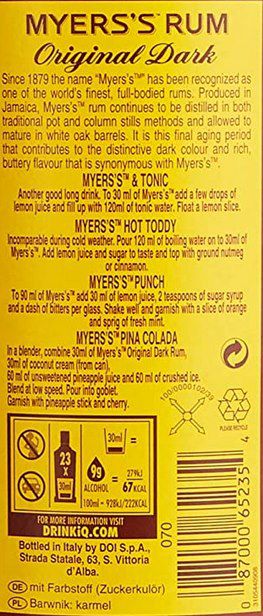 MYERS'S™ RUM
Original Dark
Since 1879 the name "Myers's™" has been recognized as
one of the world's finest, full-bodied rums. Produced in
Jamaica, Myers's™ rum continues to be distilled in both
traditional pot and column stills methods and allowed to
mature in white oak barrels. It is this final aging period
that contributes to the distinctive dark colour and rich,
buttery flavour that is synonymous with Myers's™.
MYERS'S™ & TONIC
Another good long drink. To 30 ml of Myers's™ add a few drops of
lemon juice and fill up with 120ml of tonic water. Float a lemon slice.
MYERS'S™ HOT TODDY
Incomparable during cold weather. Pour 120 ml of boiling water on to 30ml of
Myers's™. Add lemon juice and sugar to taste and top with ground nutmeg
or cinnamon.
MYERS'S™ PUNCH
To 90 ml of Myers's™ add 30 ml of lemon juice, 2 teaspoons of sugar syrup
and a dash of bitters per glass. Shake well and garnish with a slice of orange
and sprig of fresh mint.
MYERS'S™ PINA COLADA
In a blender, combine 30ml of Myers's™ Original Dark Rum,
30ml of coconut cream (from can),
60 ml of unsweetened pineapple juice and 60 ml of crushed ice.
Blend at low speed. Pour into goblet.
Garnish with pineapple stick and cherry.
PLEASE RECYCLE
23
x
30ml
30ml =
9g
ALCOHOL
=
279kJ
67KCAL
100ml = 928kJ/222KCAL
FOR MORE INFORMATION VISIT
DRINKiQ.COM
Bottled in Italy by DOI S.p.A.,
Strada Statale, 63, S. Vittoria
d'Alba.
DE mit Farbstoff (Zuckerkulör)
PL Barwnik: karmel
070
0 87000 65235 4